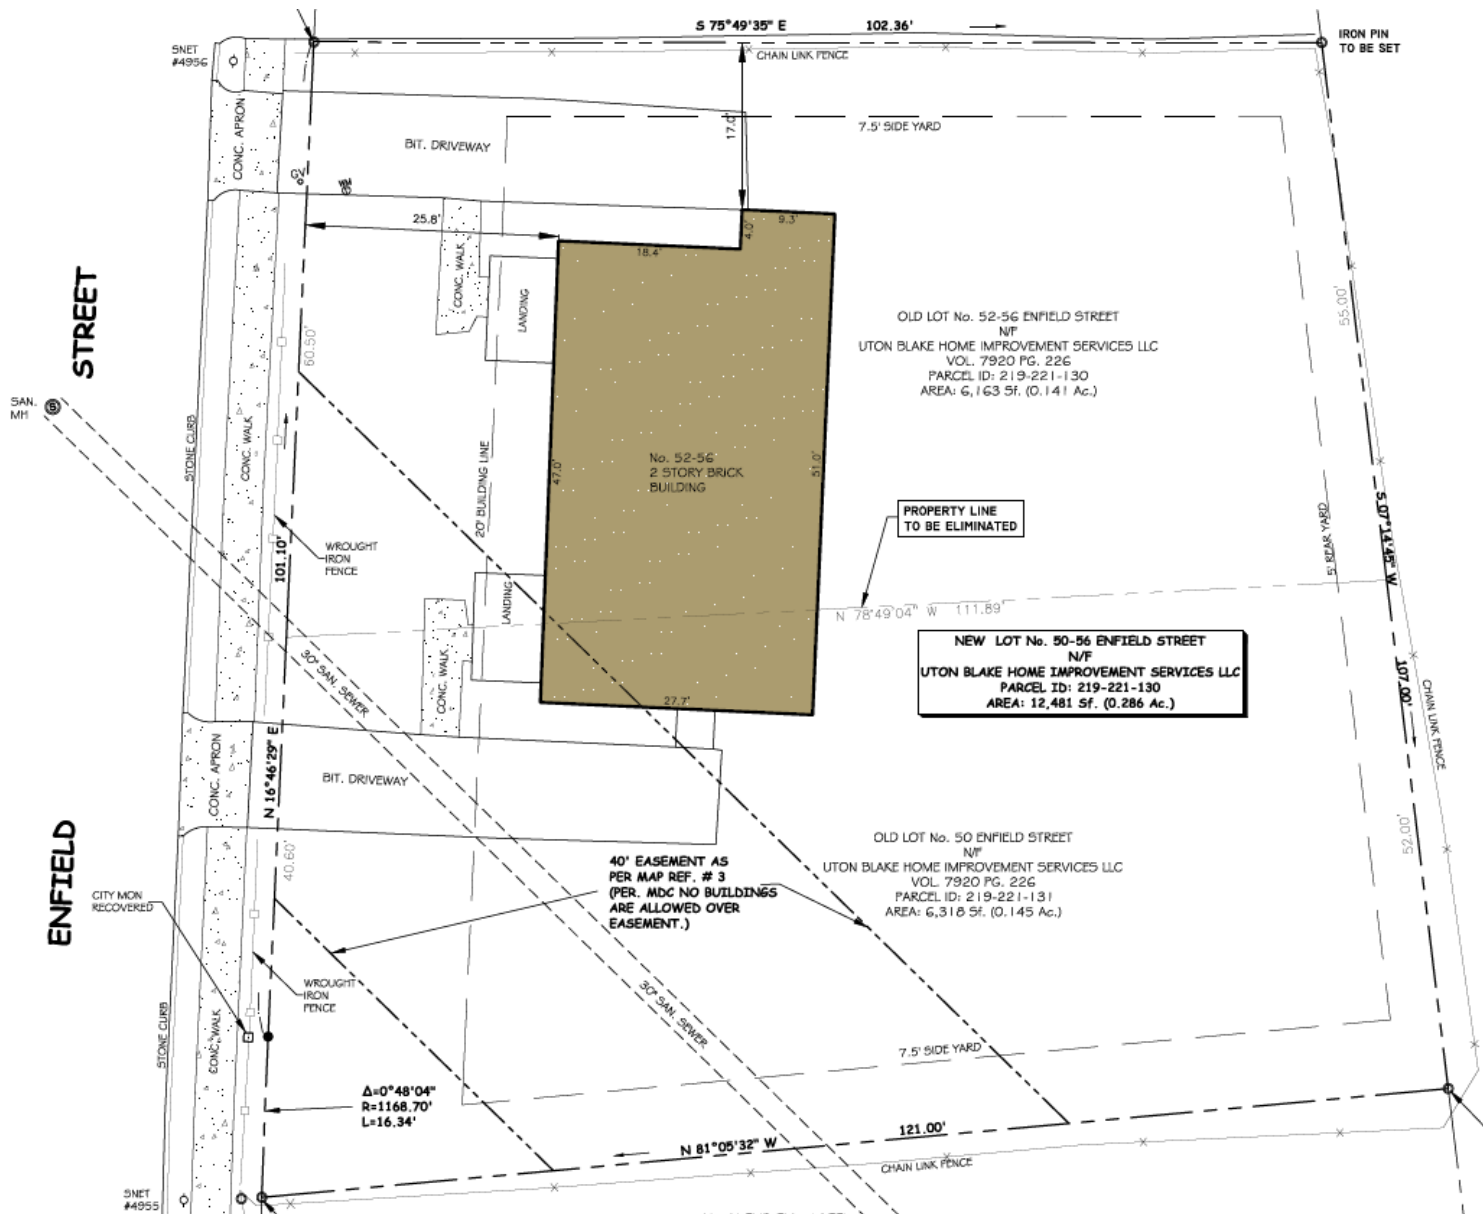 S 75°49'35" E 102.36'
IRON PIN
TO BE SET
SNET
#4956
CHAIN LINK FENCE
CONC. APRON
BIT. DRIVEWAY
17.0'
7.5' SIDE YARD
GV
25.8'
9.3'
4.0'
18.4'
CONC. WALK
LANDING
STREET
60.50'
55.00'
OLD LOT No. 52-56 ENFIELD STREET
N/F
UTON BLAKE HOME IMPROVEMENT SERVICES LLC
VOL. 7920 PG. 226
PARCEL ID: 219-221-130
AREA: 6,163 Sf. (0.141 Ac.)
SAN.
MH
S
STONE CURB
CONC. WALK
20' BUILDING LINE
47.0'
No. 52-56
2 STORY BRICK
BUILDING
51.0'
PROPERTY LINE
TO BE ELIMINATED
5' REAR YARD
S 07°14'45" W
101.10'
WROUGHT
IRON
FENCE
LANDING
N 78°49'04" W 111.89'
NEW LOT No. 50-56 ENFIELD STREET
N/F
UTON BLAKE HOME IMPROVEMENT SERVICES LLC
PARCEL ID: 219-221-130
AREA: 12,481 Sf. (0.286 Ac.)
30" SAN. SEWER
CONC. WALK
27.7'
107.00'
CHAIN LINK FENCE
CONC. APRON
N 16°46'29" E
BIT. DRIVEWAY
ENFIELD
40.60'
52.00'
OLD LOT No. 50 ENFIELD STREET
N/F
UTON BLAKE HOME IMPROVEMENT SERVICES LLC
VOL. 7920 PG. 226
PARCEL ID: 219-221-131
AREA: 6,318 Sf. (0.145 Ac.)
40' EASEMENT AS
PER MAP REF. # 3
(PER. MDC NO BUILDINGS
ARE ALLOWED OVER
EASEMENT.)
CITY MON
RECOVERED
WROUGHT
IRON
FENCE
STONE CURB
CONC. WALK
30" SAN. SEWER
7.5' SIDE YARD
Δ=0°48'04"
R=1168.70'
L=16.34'
N 81°05'32" W 121.00'
CHAIN LINK FENCE
SNET
#4955